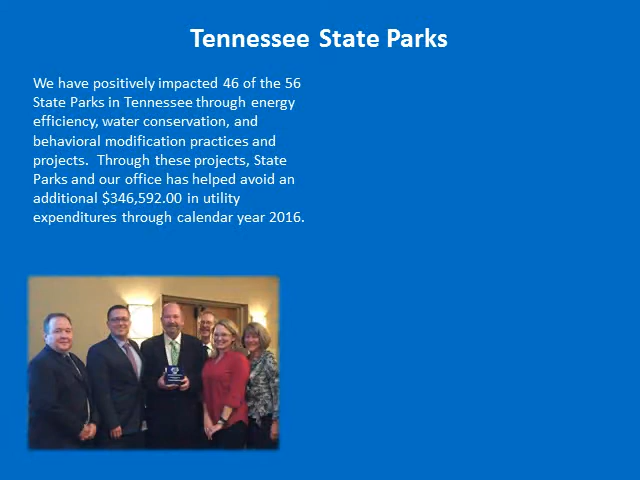 Tennessee State Parks
We have positively impacted 46 of the 56
State Parks in Tennessee through energy
efficiency, water conservation, and
behavioral modification practices and
projects.  Through these projects, State
Parks and our office has helped avoid an
additional $346,592.00 in utility
expenditures through calendar year 2016.